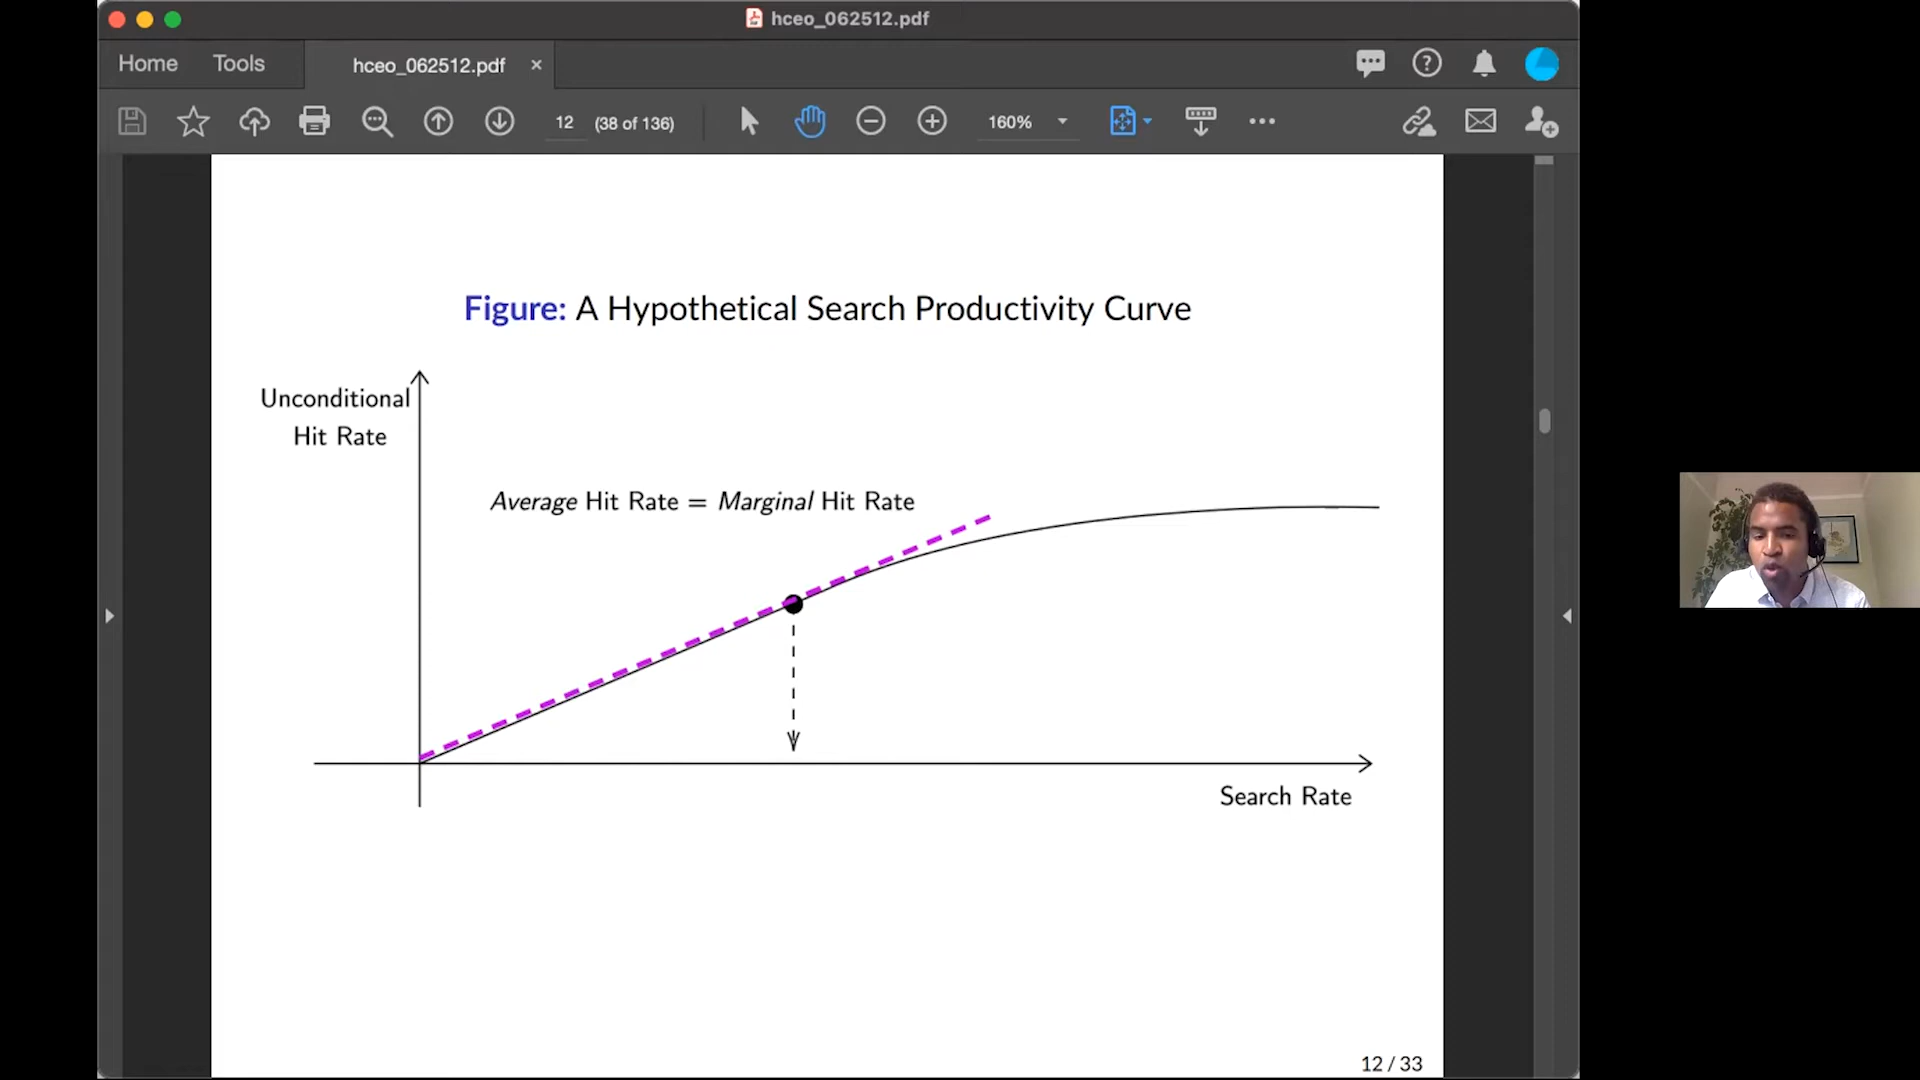 hceo_062512.pdf
Home
Tools
hceo_062512.pdf
12
(38 of 136)
160%
Figure: A Hypothetical Search Productivity Curve
Unconditional
Hit Rate
Average Hit Rate = Marginal Hit Rate
Search Rate
12 / 33